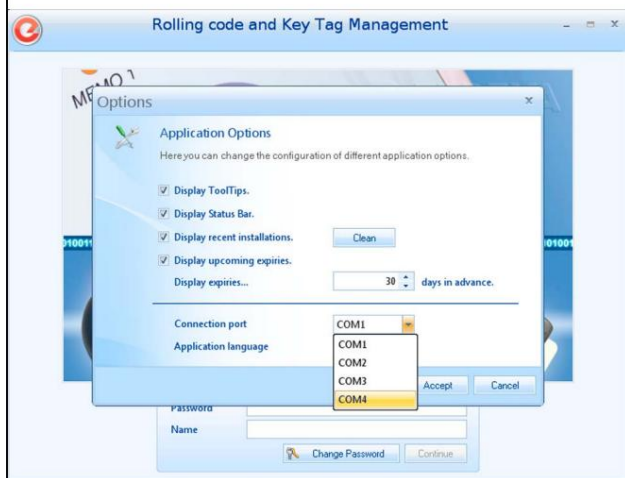 Rolling code and Key Tag Management
MEMO 1
Options
Application Options
Here you can change the configuration of different application options.
Display ToolTips.
Display Status Bar.
Display recent installations.
Clean
Display upcoming expiries.
Display expiries...
30
days in advance.
Connection port
COM1
Application language
COM1
COM2
COM3
COM4
Accept
Cancel
Password
Name
Change Password
Continue